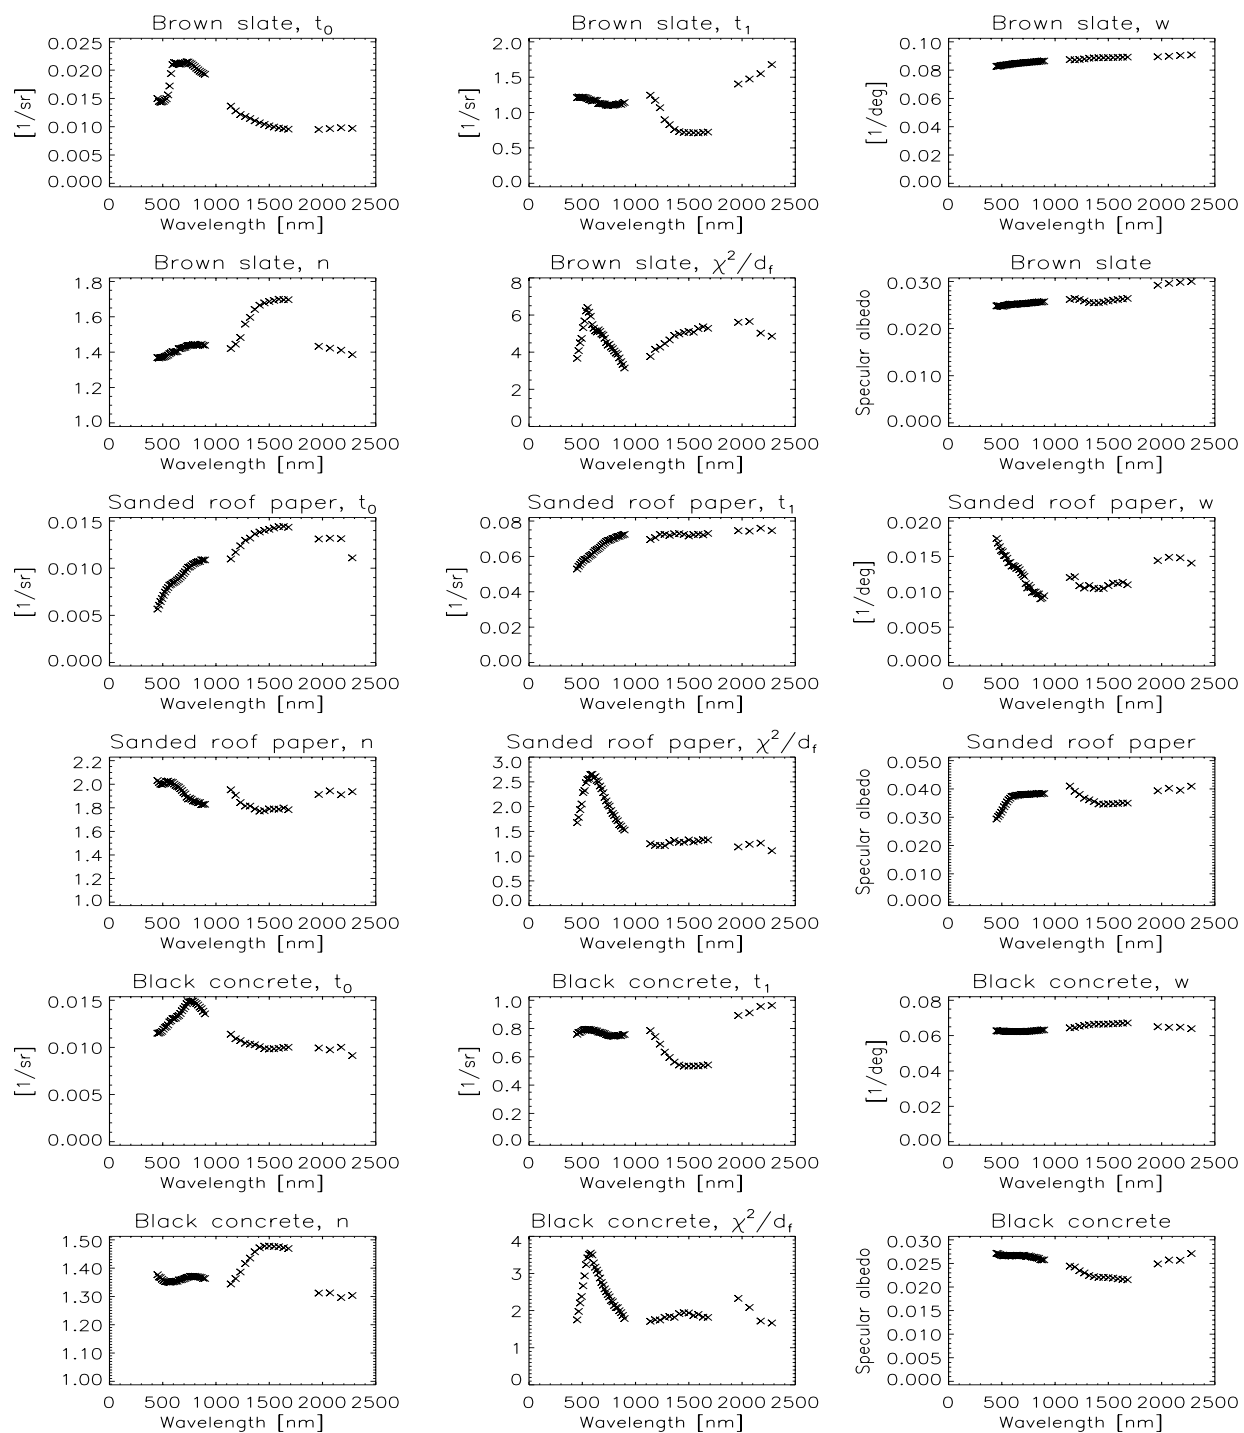 Brown slate, t0
0.025
0.020
0.015
0.010
0.005
0.000
[1/sr]
0 500 1000 1500 2000 2500
Wavelength [nm]
Brown slate, t1
2.0
1.5
1.0
0.5
0.0
[1/sr]
0 500 1000 1500 2000 2500
Wavelength [nm]
Brown slate, w
0.10
0.08
0.06
0.04
0.02
0.00
[1/deg]
0 500 1000 1500 2000 2500
Wavelength [nm]
Brown slate, n
1.8
1.6
1.4
1.2
1.0
0 500 1000 1500 2000 2500
Wavelength [nm]
Brown slate, χ²/df
8
6
4
2
0
0 500 1000 1500 2000 2500
Wavelength [nm]
Brown slate
0.030
0.020
0.010
0.000
Specular albedo
0 500 1000 1500 2000 2500
Wavelength [nm]
Sanded roof paper, t0
0.015
0.010
0.005
0.000
[1/sr]
0 500 1000 1500 2000 2500
Wavelength [nm]
Sanded roof paper, t1
0.08
0.06
0.04
0.02
0.00
[1/sr]
0 500 1000 1500 2000 2500
Wavelength [nm]
Sanded roof paper, w
0.020
0.015
0.010
0.005
0.000
[1/deg]
0 500 1000 1500 2000 2500
Wavelength [nm]
Sanded roof paper, n
2.2
2.0
1.8
1.6
1.4
1.2
1.0
0 500 1000 1500 2000 2500
Wavelength [nm]
Sanded roof paper, χ²/df
3.0
2.5
2.0
1.5
1.0
0.5
0.0
0 500 1000 1500 2000 2500
Wavelength [nm]
Sanded roof paper
0.050
0.040
0.030
0.020
0.010
0.000
Specular albedo
0 500 1000 1500 2000 2500
Wavelength [nm]
Black concrete, t0
0.015
0.010
0.005
0.000
[1/sr]
0 500 1000 1500 2000 2500
Wavelength [nm]
Black concrete, t1
1.0
0.8
0.6
0.4
0.2
0.0
[1/sr]
0 500 1000 1500 2000 2500
Wavelength [nm]
Black concrete, w
0.08
0.06
0.04
0.02
0.00
[1/deg]
0 500 1000 1500 2000 2500
Wavelength [nm]
Black concrete, n
1.50
1.40
1.30
1.20
1.10
1.00
0 500 1000 1500 2000 2500
Wavelength [nm]
Black concrete, χ²/df
4
3
2
1
0
0 500 1000 1500 2000 2500
Wavelength [nm]
Black concrete
0.030
0.025
0.020
0.015
0.010
0.005
0.000
Specular albedo
0 500 1000 1500 2000 2500
Wavelength [nm]